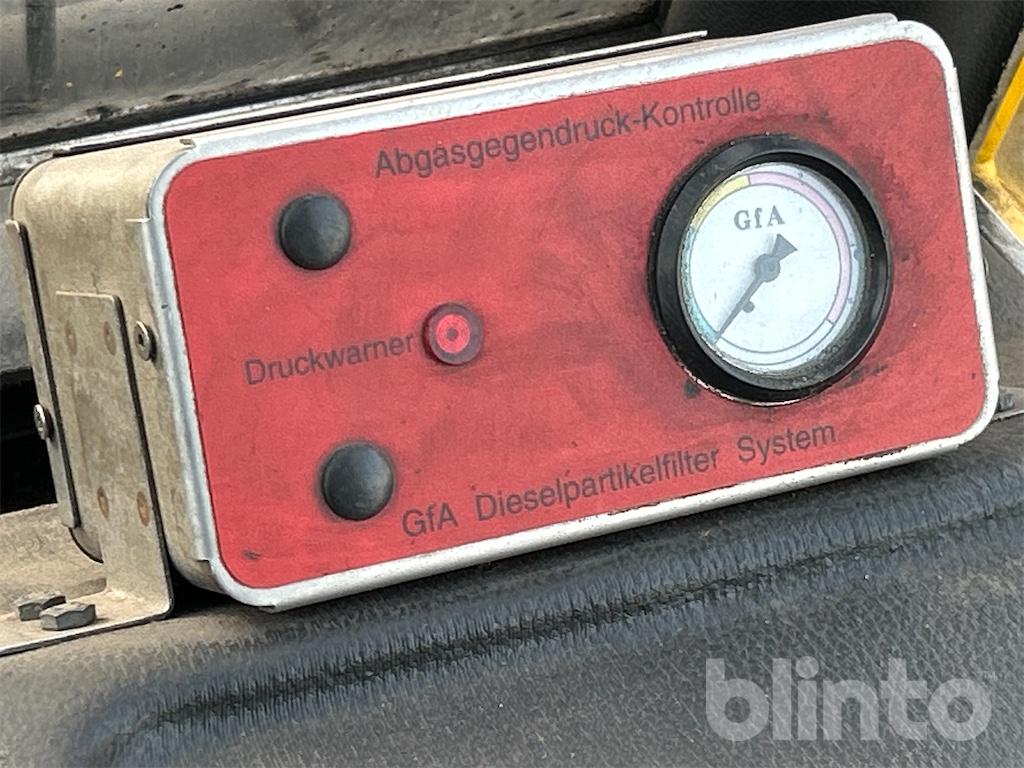 Abgasgegendruck-Kontrolle
GfA
Druckwarner
GfA Dieselpartikelfilter System
blinto